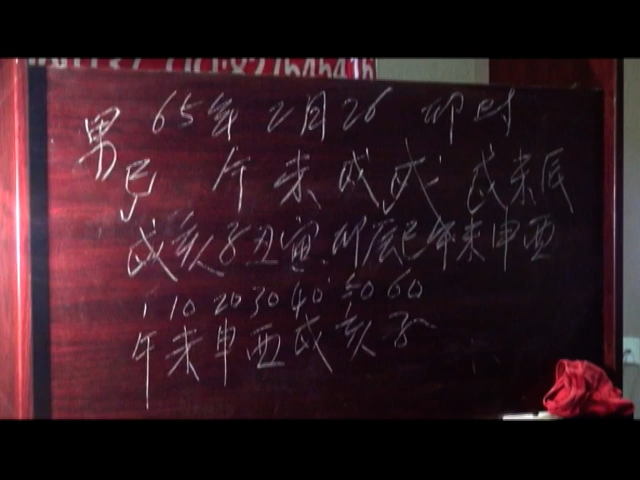 男 65年2月26 卯时
巳 午未戌戌 戌未辰
戌亥子丑寅、卯辰巳午未申酉
1 10 20 30 40 50 60
午未申酉戌亥子